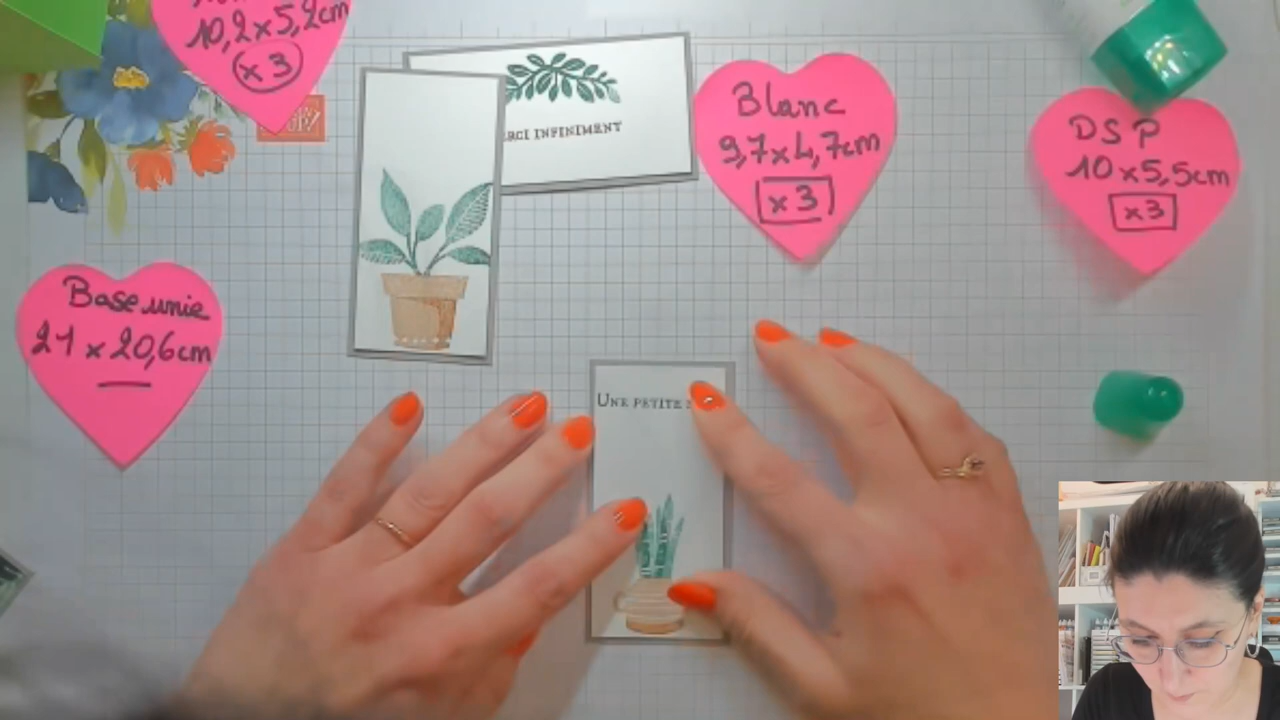 10,2x5,2cm
x3
RCI INFINIMENT
Blanc
9,7x4,7cm
x3
DSP
10x5,5cm
x3
Base unie
21x20,6cm
UNE PETITE